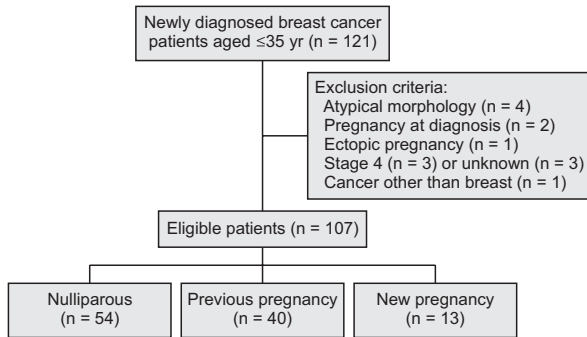 Newly diagnosed breast cancer
patients aged ≤35 yr (n = 121)
Exclusion criteria:
Atypical morphology (n = 4)
Pregnancy at diagnosis (n = 2)
Ectopic pregnancy (n = 1)
Stage 4 (n = 3) or unknown (n = 3)
Cancer other than breast (n = 1)
Eligible patients (n = 107)
Nulliparous
(n = 54)
Previous pregnancy
(n = 40)
New pregnancy
(n = 13)